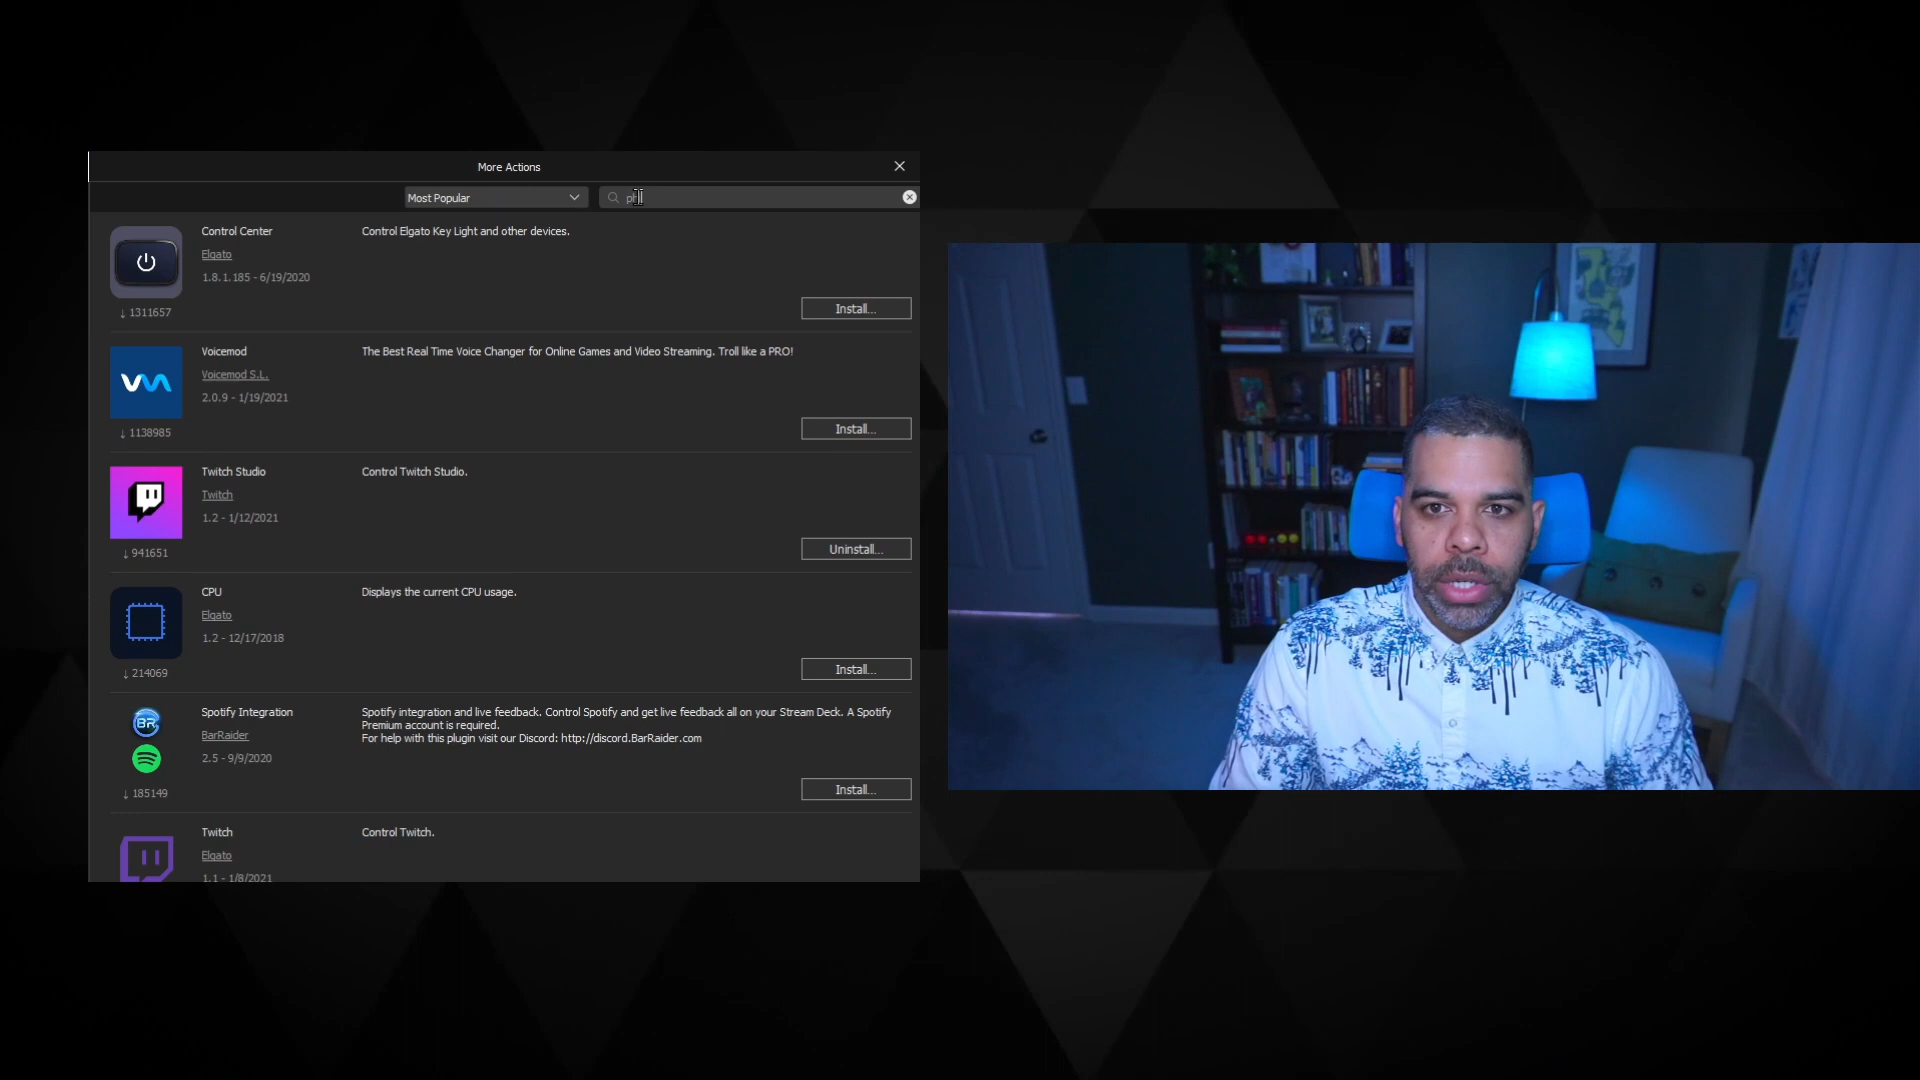 More Actions
Most Popular
Control Center
Control Elgato Key Light and other devices.
Elgato
1.8.1.185 - 6/19/2020
↓ 1311657
Install...
Voicemod
The Best Real Time Voice Changer for Online Games and Video Streaming. Troll like a PRO!
Voicemod S.L.
2.0.9 - 1/19/2021
↓ 1138985
Install...
Twitch Studio
Control Twitch Studio.
Twitch
1.2 - 1/12/2021
↓ 941651
Uninstall...
CPU
Displays the current CPU usage.
Elgato
1.2 - 12/17/2018
↓ 214069
Install...
BR
Spotify Integration
Spotify integration and live feedback. Control Spotify and get live feedback all on your Stream Deck. A Spotify
Premium account is required.
For help with this plugin visit our Discord: http://discord.BarRaider.com
BarRaider
2.5 - 9/9/2020
↓ 185149
Install...
Twitch
Control Twitch.
Elgato
1.1 - 1/8/2021